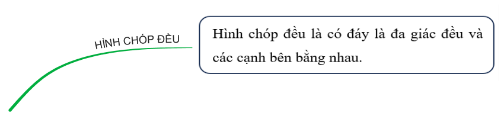 HÌNH CHÓP ĐỀU
Hình chóp đều là có đáy là đa giác đều và
các cạnh bên bằng nhau.